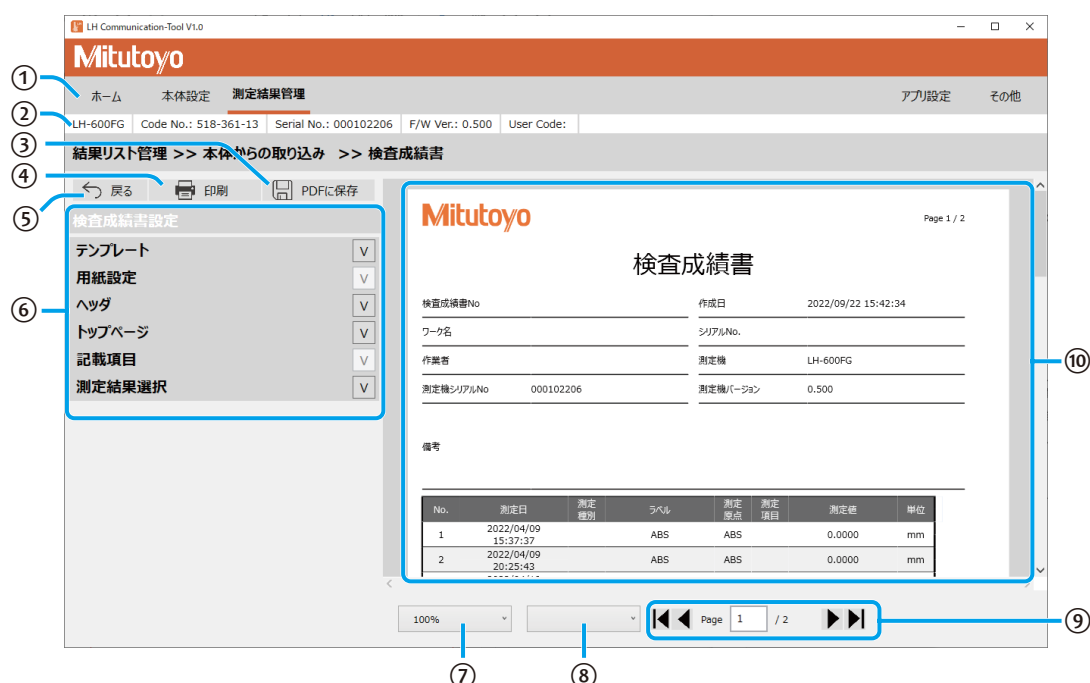 LH Communication-Tool V1.0
Mitutoyo
① ホーム 本体設定 測定結果管理 アプリ設定 その他
② LH-600FG Code No.: 518-361-13 Serial No.: 000102206 F/W Ver.: 0.500 User Code:
③
結果リスト管理 >> 本体からの取り込み >> 検査成績書
④
⑤ 戻る 印刷 PDFに保存
検査成績書設定
テンプレート V
用紙設定 V
⑥ ヘッダ V
トップページ V
記載項目 V
測定結果選択 V
Mitutoyo Page 1 / 2
検査成績書
検査成績書No 作成日 2022/09/22 15:42:34
ワーク名 シリアルNo.
作業者 測定機 LH-600FG
⑩
測定機シリアルNo 000102206 測定機バージョン 0.500
備考
No. 測定日 測定種別 ラベル 測定原点 測定項目 測定値 単位
1 2022/04/09 15:37:37 ABS ABS 0.0000 mm
2 2022/04/09 20:25:43 ABS ABS 0.0000 mm
100% Page 1 / 2 ⑨
⑦ ⑧